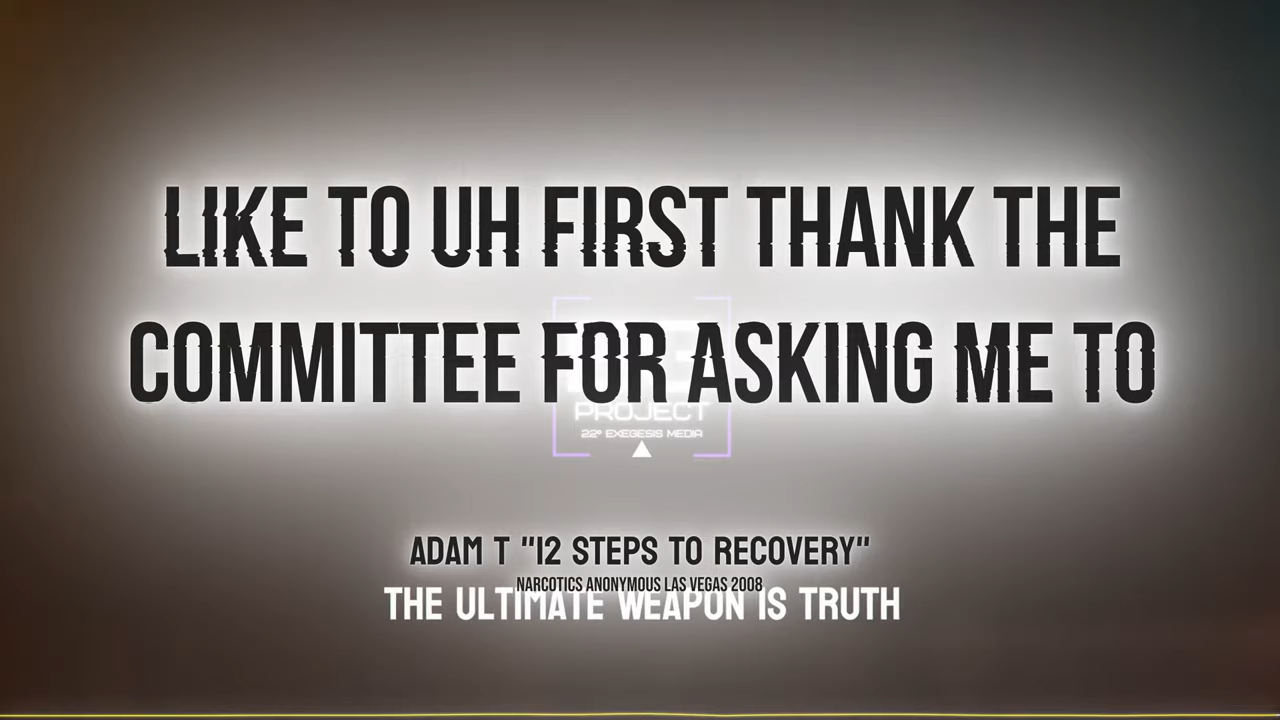 LIKE TO UH FIRST THANK THE
COMMITTEE FOR ASKING ME TO
PROJECT
22º EXEGESIS MEDIA
ADAM T "12 STEPS TO RECOVERY"
NARCOTICS ANONYMOUS LAS VEGAS 2008
THE ULTIMATE WEAPON IS TRUTH